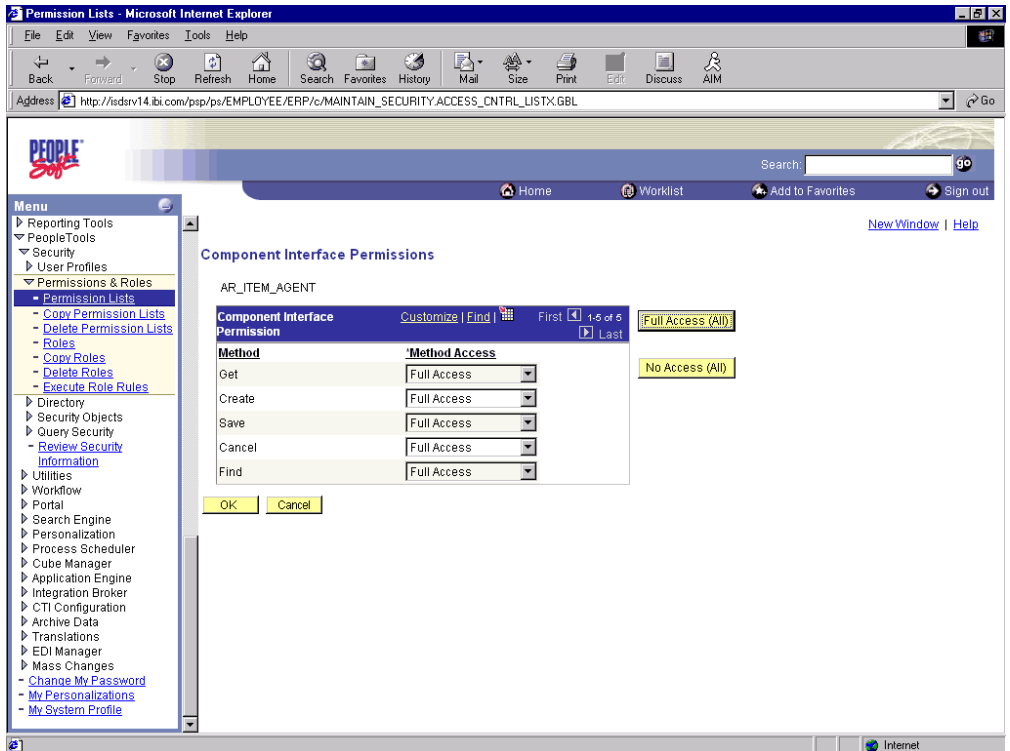 Permission Lists - Microsoft Internet Explorer
File Edit View Favorites Tools Help
Back Forward Stop Refresh Home Search Favorites History Mail Size Print Edit Discuss AIM
Address http://isdsrv14.ibi.com/psp/ps/EMPLOYEE/ERP/c/MAINTAIN_SECURITY.ACCESS_CNTRL_LISTX.GBL Go
PEOPLE
Soft
Search: go
Home Worklist Add to Favorites Sign out
Menu
Reporting Tools
PeopleTools
Security
User Profiles
Permissions & Roles
- Permission Lists
- Copy Permission Lists
- Delete Permission Lists
- Roles
- Copy Roles
- Delete Roles
- Execute Role Rules
Directory
Security Objects
Query Security
- Review Security
Information
Utilities
Workflow
Portal
Search Engine
Personalization
Process Scheduler
Cube Manager
Application Engine
Integration Broker
CTI Configuration
Archive Data
Translations
EDI Manager
Mass Changes
- Change My Password
- My Personalizations
- My System Profile
New Window | Help
Component Interface Permissions
AR_ITEM_AGENT
Component Interface
Permission
Customize | Find | First 1-5 of 5
Last
Method *Method Access
Get Full Access
Create Full Access
Save Full Access
Cancel Full Access
Find Full Access
Full Access (All)
No Access (All)
OK Cancel
Internet